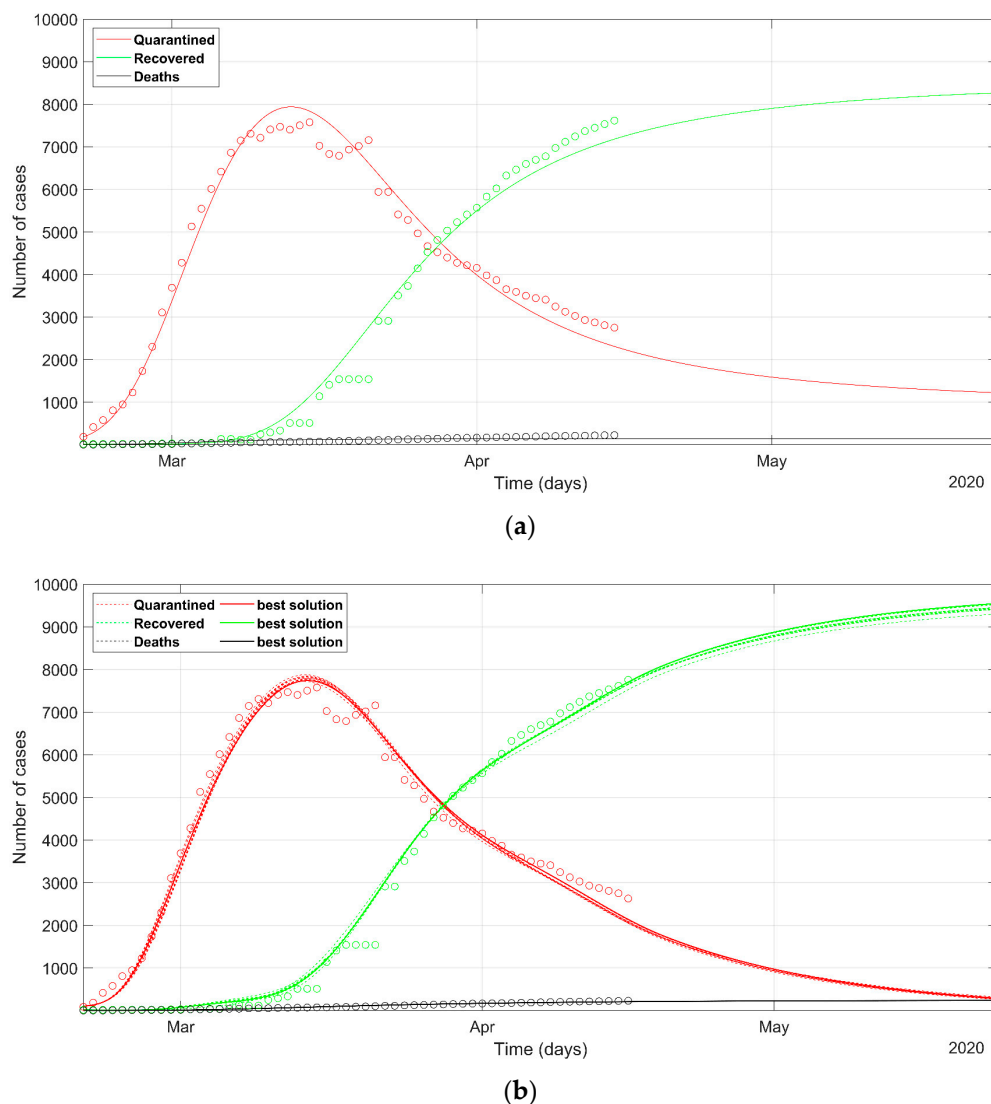 10000
9000
8000
7000
6000
5000
4000
3000
2000
1000
Number of cases
Quarantined
Recovered
Deaths
Mar
Apr
May
Time (days)
2020
(a)
10000
9000
8000
7000
6000
5000
4000
3000
2000
1000
Number of cases
Quarantined best solution
Recovered best solution
Deaths best solution
Mar
Apr
May
Time (days)
2020
(b)